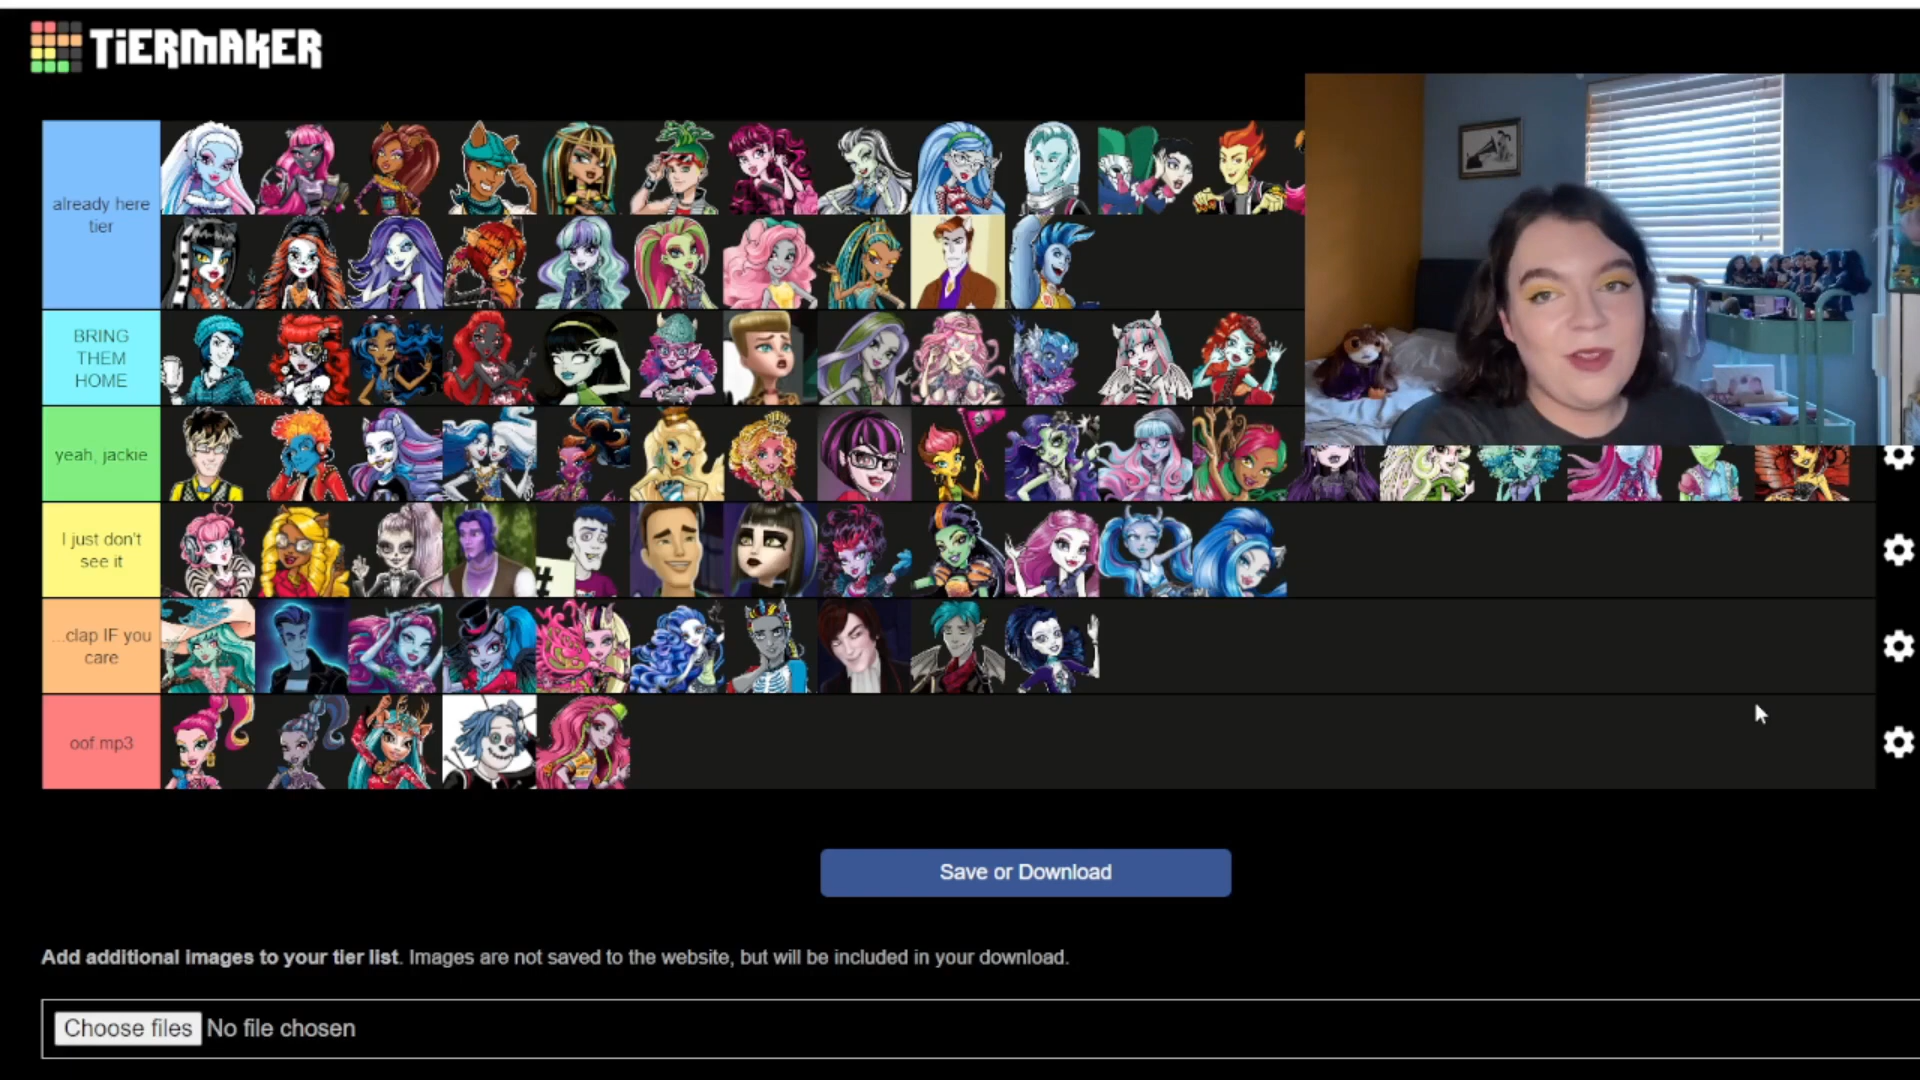 TiERMAKER
already here
tier
BRING
THEM
HOME
yeah, jackie
I just don't
see it
...clap IF you
care
oof.mp3
#
Save or Download
Add additional images to your tier list. Images are not saved to the website, but will be included in your download.
Choose files No file chosen